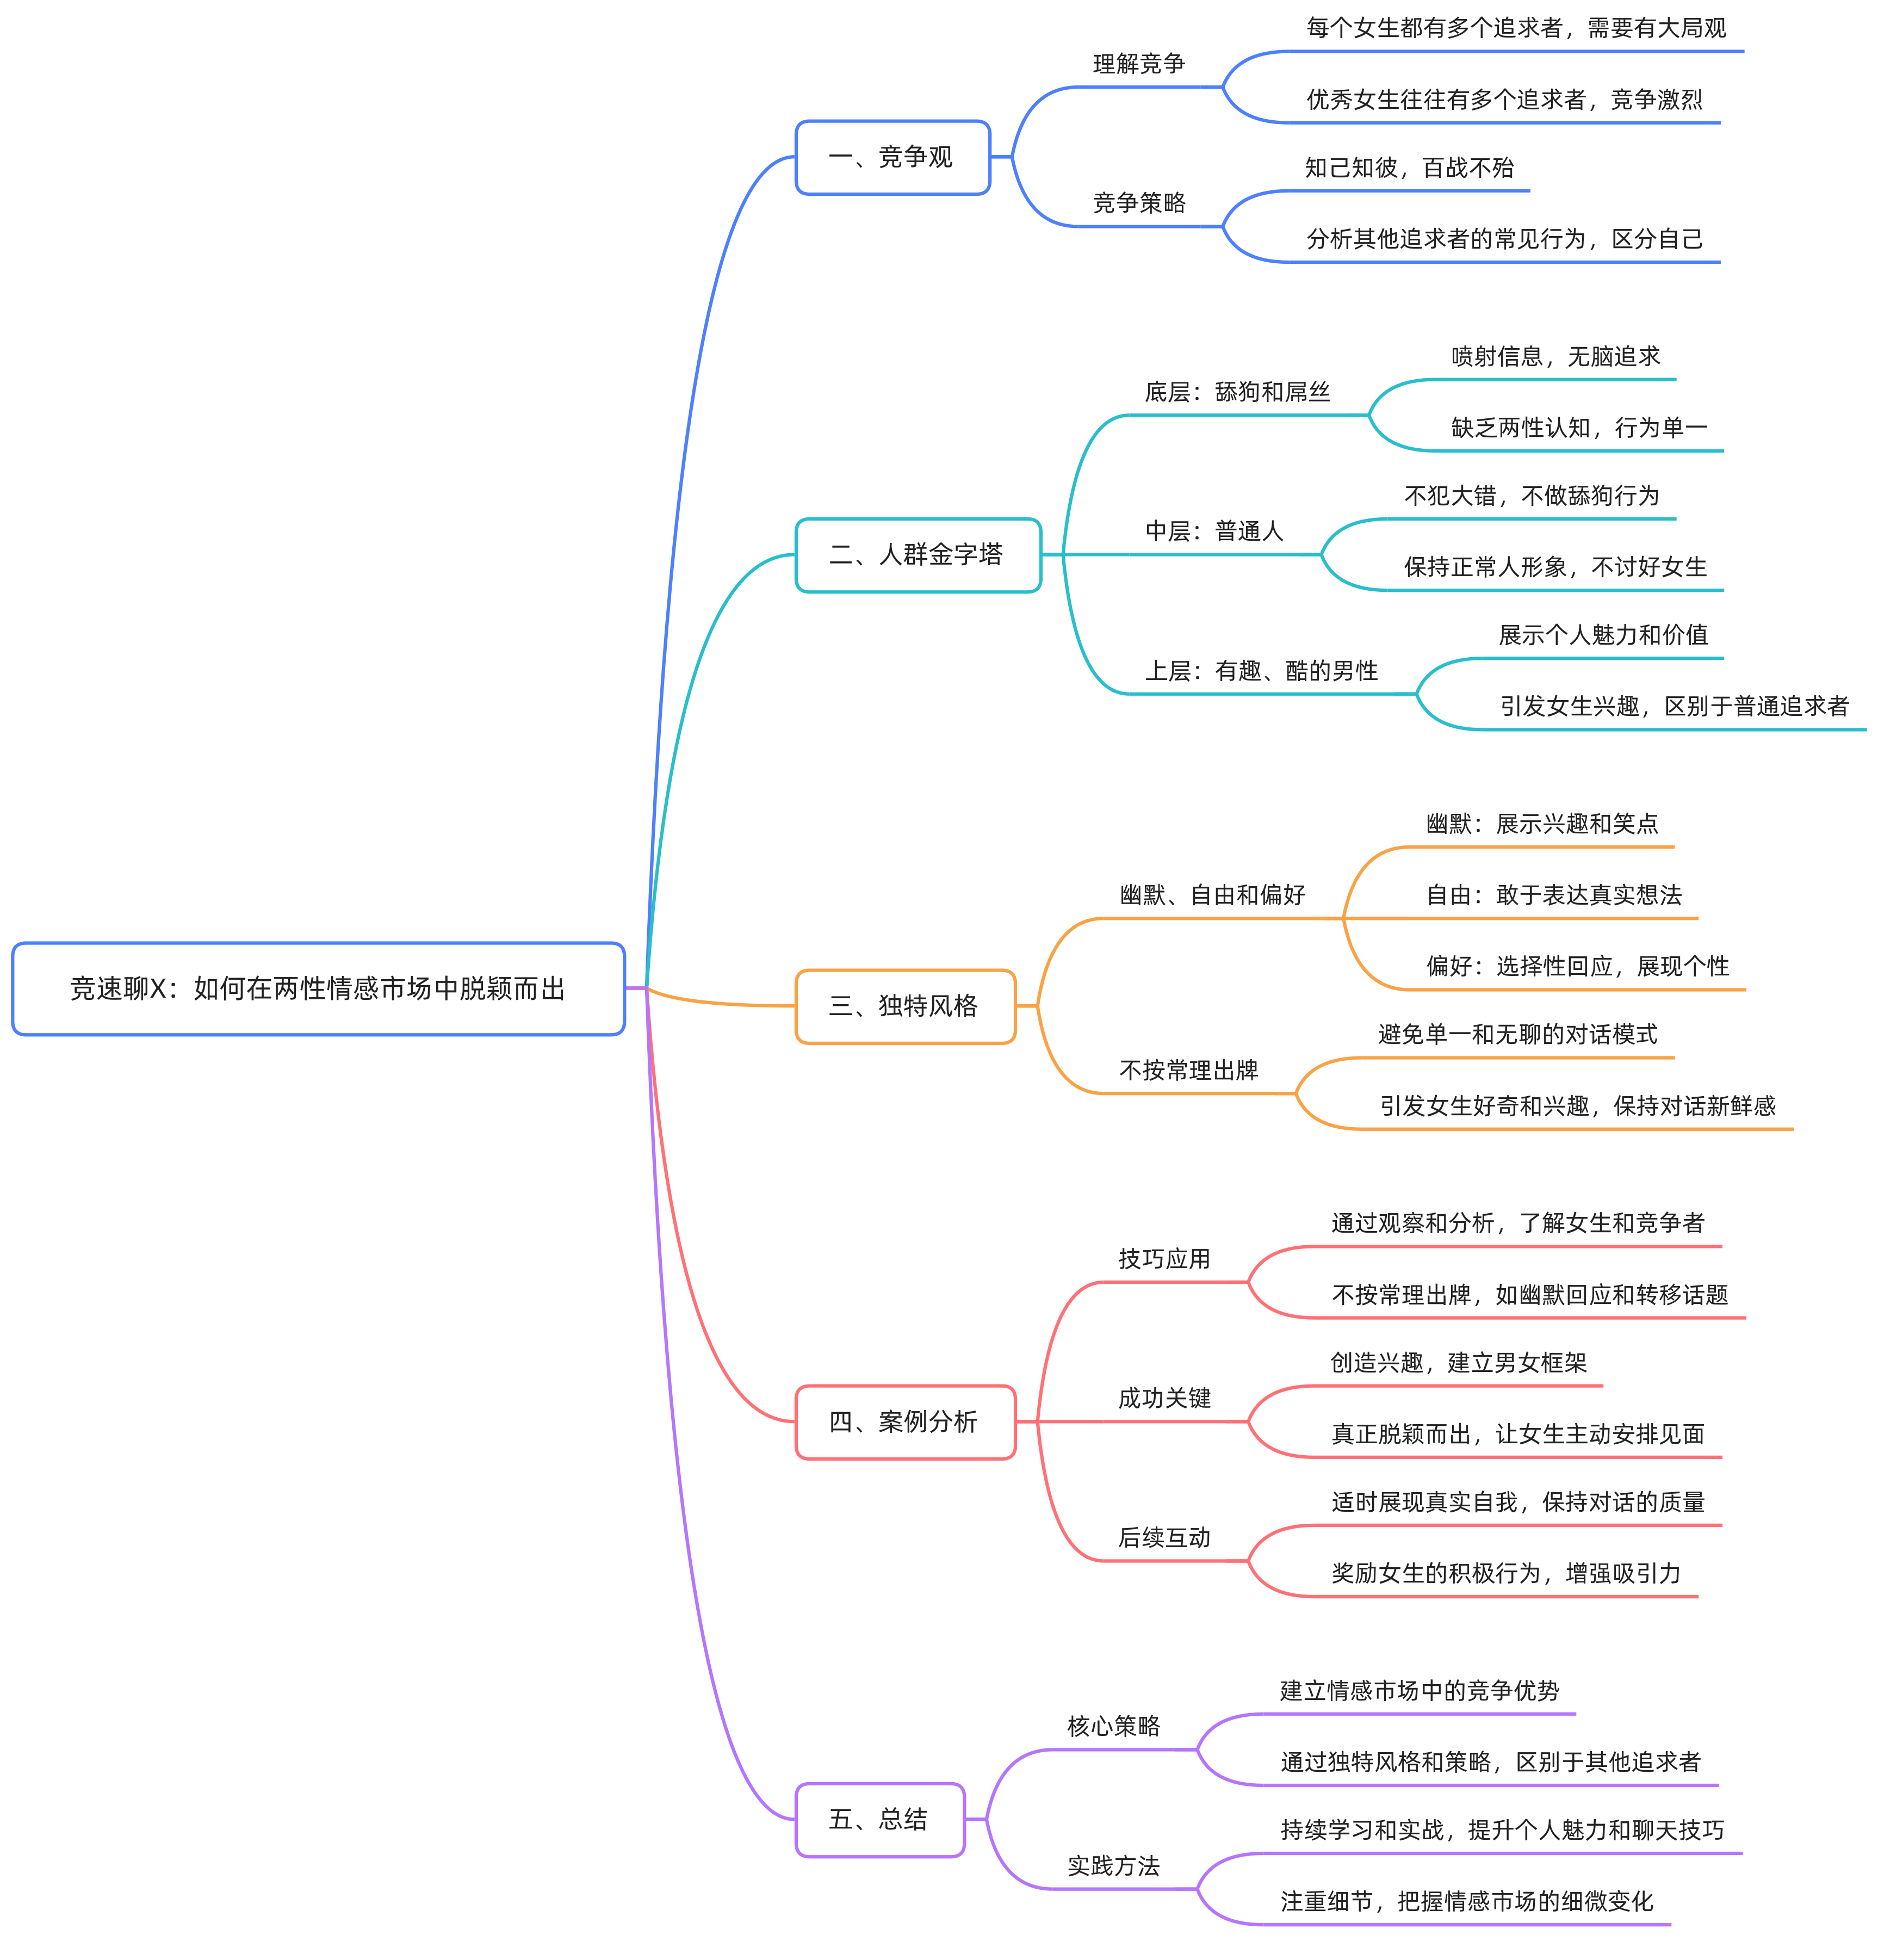 竞速聊X：如何在两性情感市场中脱颖而出
一、竞争观
理解竞争
每个女生都有多个追求者，需要有大局观
优秀女生往往有多个追求者，竞争激烈
竞争策略
知己知彼，百战不殆
分析其他追求者的常见行为，区分自己
二、人群金字塔
底层：舔狗和屌丝
喷射信息，无脑追求
缺乏两性认知，行为单一
中层：普通人
不犯大错，不做舔狗行为
保持正常人形象，不讨好女生
上层：有趣、酷的男性
展示个人魅力和价值
引发女生兴趣，区别于普通追求者
三、独特风格
幽默、自由和偏好
幽默：展示兴趣和笑点
自由：敢于表达真实想法
偏好：选择性回应，展现个性
不按常理出牌
避免单一和无聊的对话模式
引发女生好奇和兴趣，保持对话新鲜感
四、案例分析
技巧应用
通过观察和分析，了解女生和竞争者
不按常理出牌，如幽默回应和转移话题
成功关键
创造兴趣，建立男女框架
真正脱颖而出，让女生主动安排见面
后续互动
适时展现真实自我，保持对话的质量
奖励女生的积极行为，增强吸引力
五、总结
核心策略
建立情感市场中的竞争优势
通过独特风格和策略，区别于其他追求者
实践方法
持续学习和实战，提升个人魅力和聊天技巧
注重细节，把握情感市场的细微变化